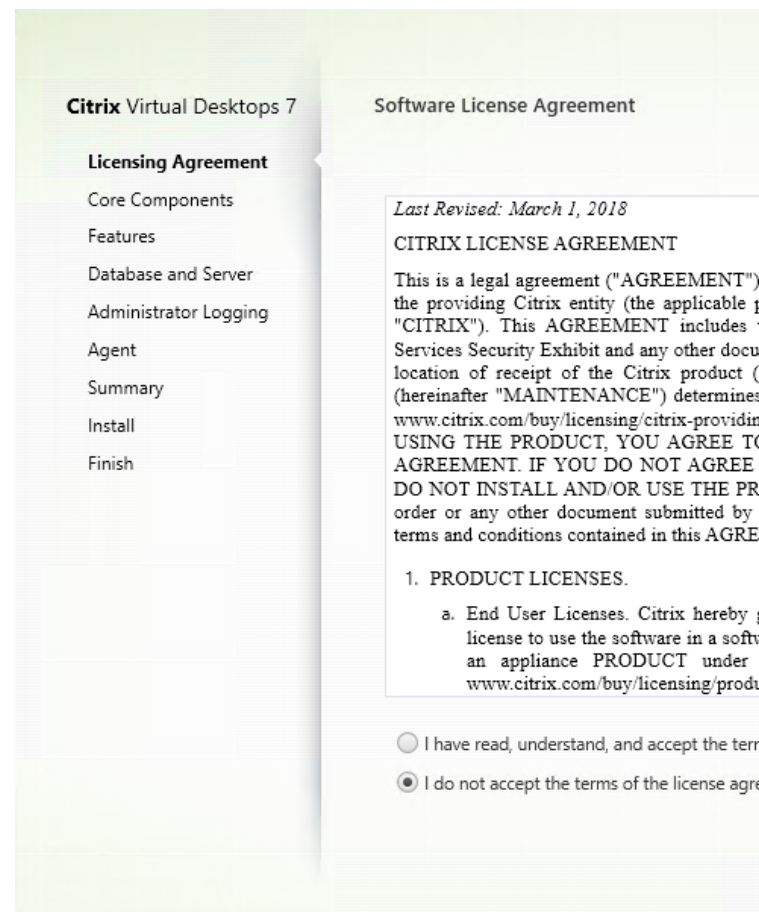 Citrix Virtual Desktops 7
Licensing Agreement
Core Components
Features
Database and Server
Administrator Logging
Agent
Summary
Install
Finish
Software License Agreement
Last Revised: March 1, 2018
CITRIX LICENSE AGREEMENT
This is a legal agreement ("AGREEMENT")
the providing Citrix entity (the applicable
"CITRIX"). This AGREEMENT includes
Services Security Exhibit and any other docu
location of receipt of the Citrix product (
(hereinafter "MAINTENANCE") determines
www.citrix.com/buy/licensing/citrix-providin
USING THE PRODUCT, YOU AGREE TO
AGREEMENT. IF YOU DO NOT AGREE
DO NOT INSTALL AND/OR USE THE PR
order or any other document submitted by
terms and conditions contained in this AGRE
1. PRODUCT LICENSES.
a. End User Licenses. Citrix hereby
license to use the software in a softw
an appliance PRODUCT under
www.citrix.com/buy/licensing/produ
I have read, understand, and accept the terr
I do not accept the terms of the license agre